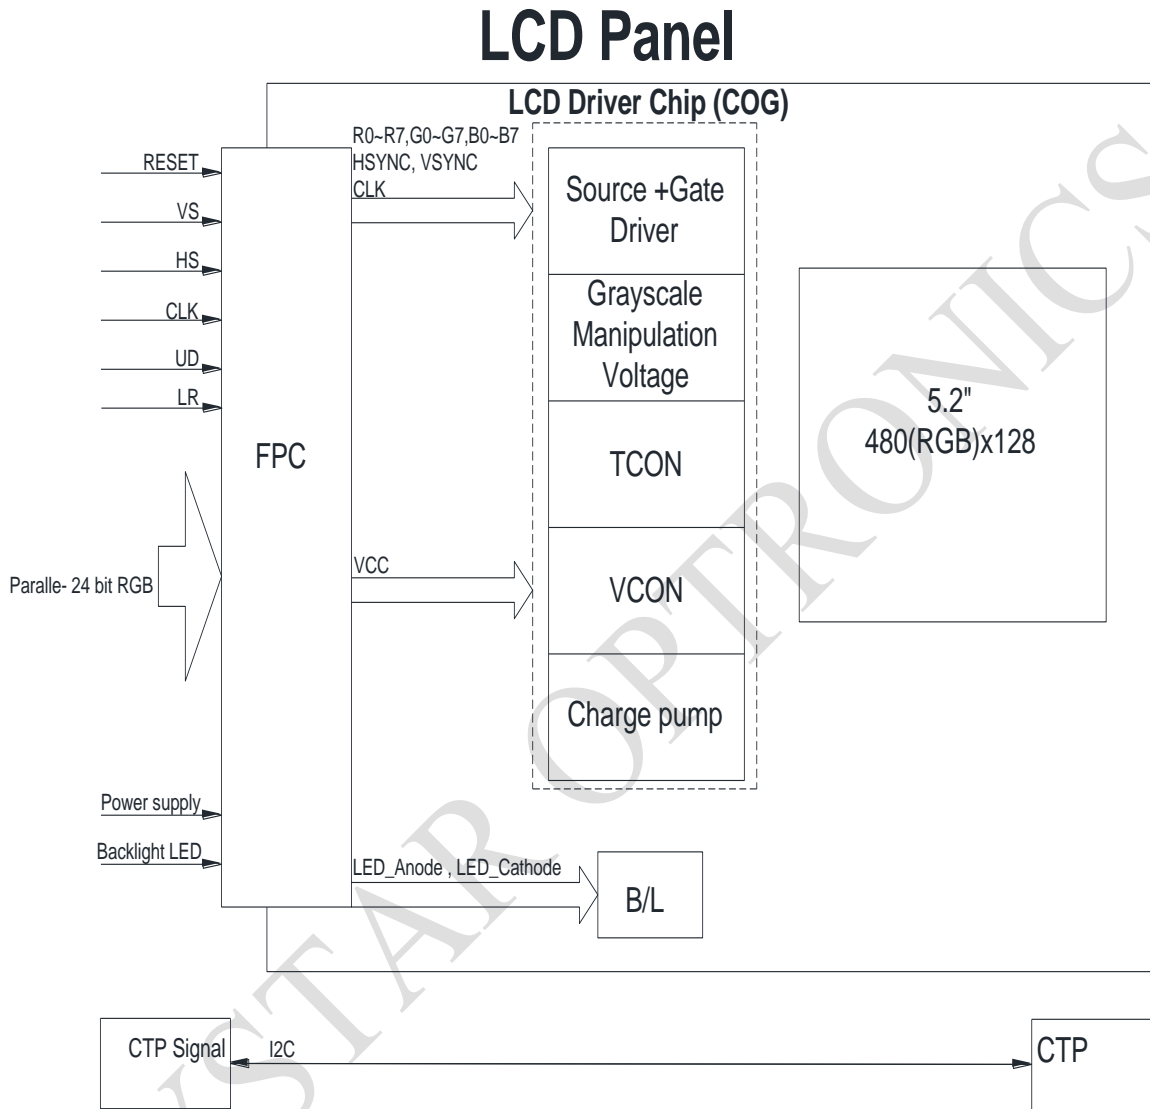 LCD Panel
LCD Driver Chip (COG)
R0~R7,G0~G7,B0~B7
HSYNC, VSYNC
CLK
RESET
VS
HS
CLK
UD
LR
FPC
Paralle- 24 bit RGB
Power supply
Backlight LED
Source +Gate
Driver
Grayscale
Manipulation
Voltage
TCON
VCC
VCON
Charge pump
5.2"
480(RGB)x128
LED_Anode , LED_Cathode
B/L
CTP Signal
I2C
CTP
YSTAR OPTRONICS